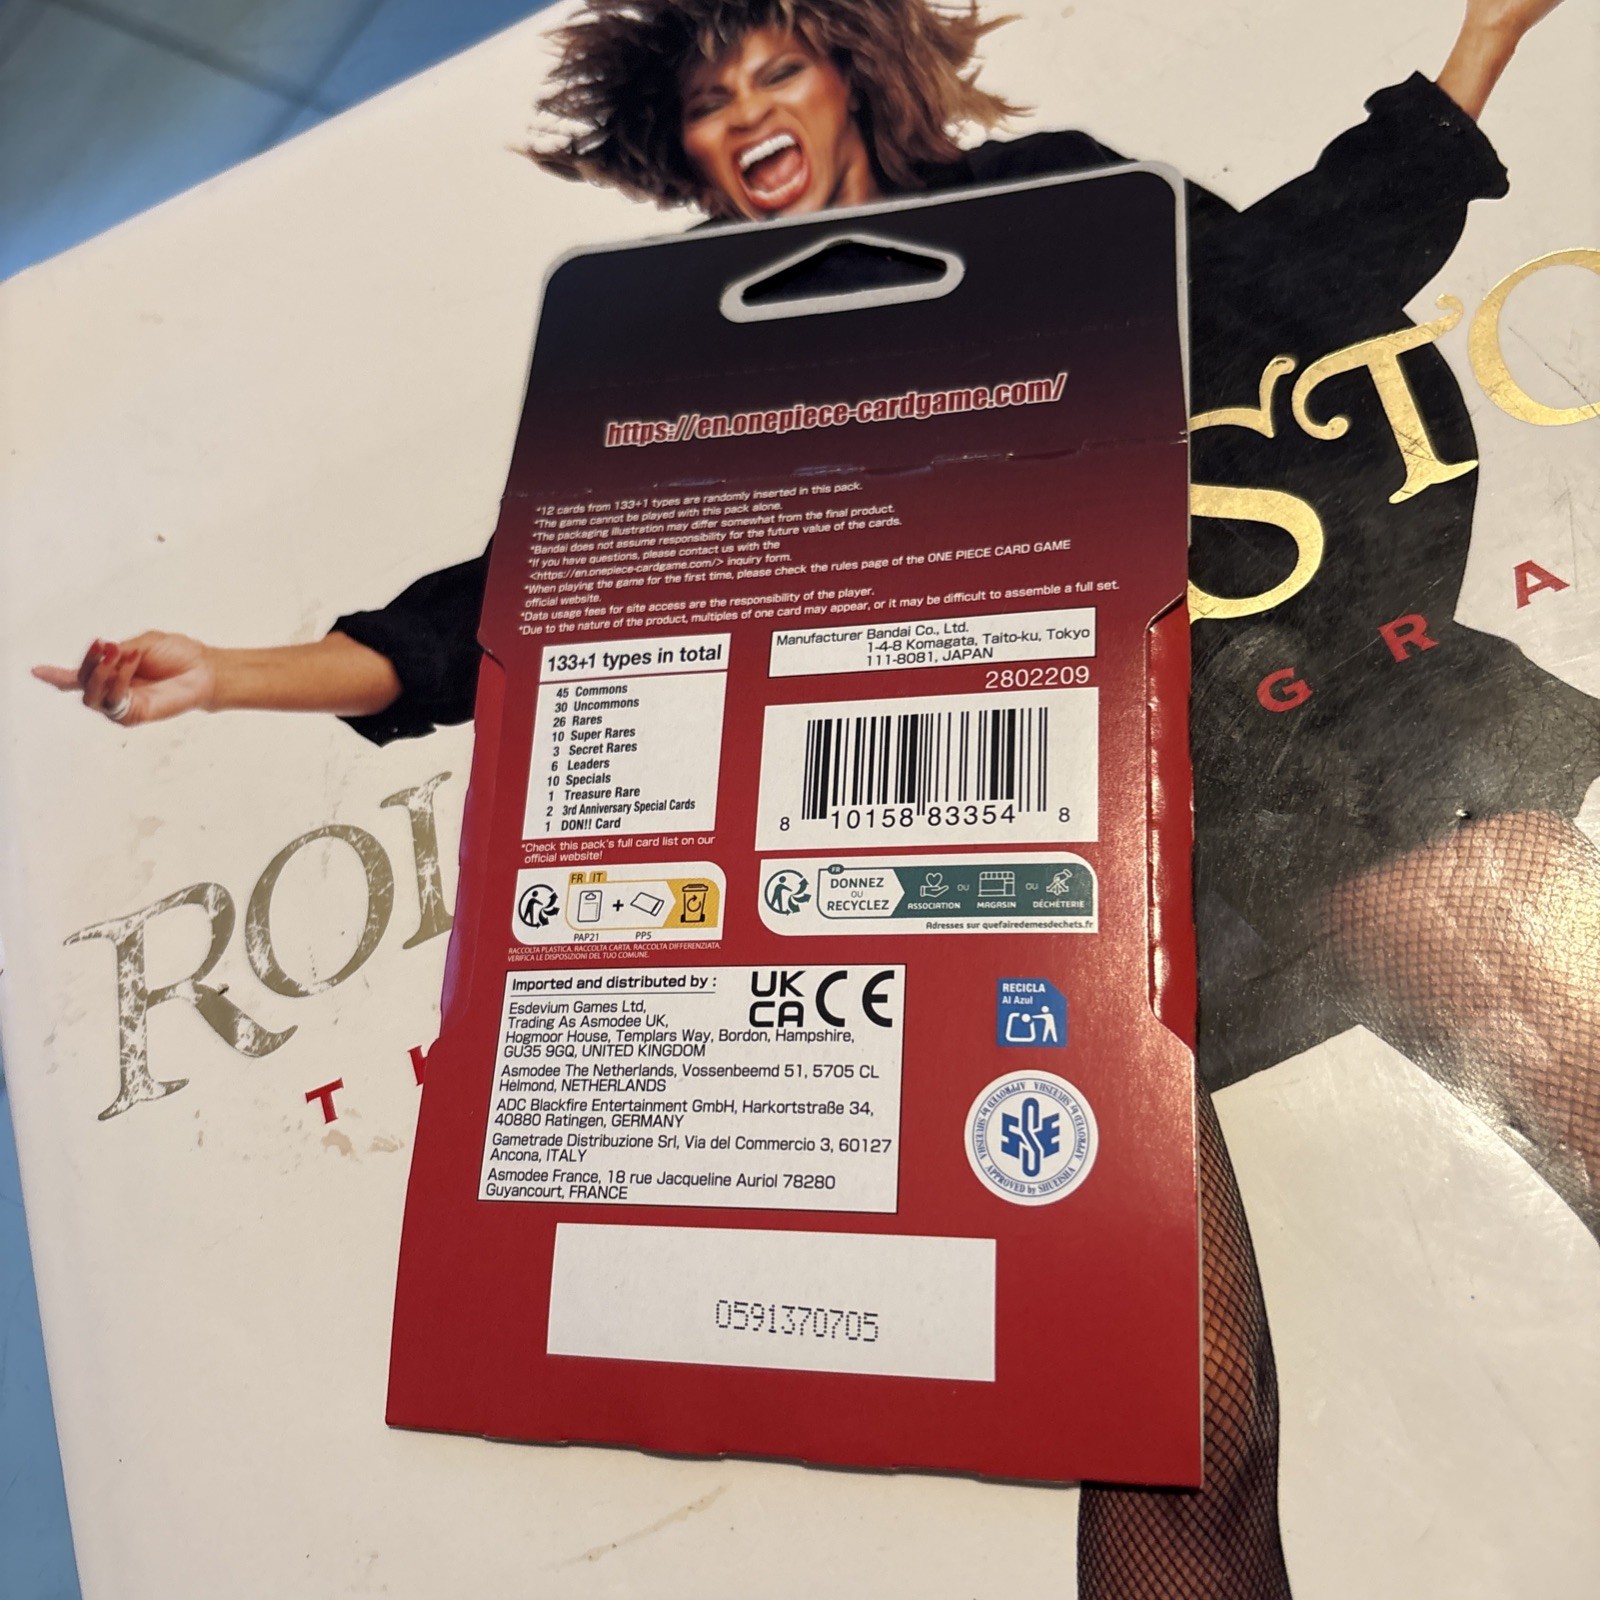 https://en.onepiece-cardgame.com/
*12 cards from 133+1 types are randomly inserted in this pack.
*The game cannot be played with this pack alone.
*The packaging illustration may differ somewhat from the final product.
*Bandai does not assume responsibility for the future value of the cards.
*If you have questions, please contact us with the
<https://en.onepiece-cardgame.com/> inquiry form.
*When playing the game for the first time, please check the rules page of the ONE PIECE CARD GAME
official website.
*Data usage fees for site access are the responsibility of the player.
*Due to the nature of the product, multiples of one card may appear, or it may be difficult to assemble a full set.
133+1 types in total
45 Commons
30 Uncommons
26 Rares
10 Super Rares
3 Secret Rares
6 Leaders
10 Specials
1 Treasure Rare
2 3rd Anniversary Special Cards
1 DON!! Card
*Check this pack's full card list on our
official website!
Manufacturer Bandai Co., Ltd.
1-4-8 Komagata, Taito-ku, Tokyo
111-8081, JAPAN
2802209
8 10158 83354 8
FR IT
+
PAP21 PP5
RACCOLTA PLASTICA. RACCOLTA CARTA. RACCOLTA DIFFERENZIATA.
VERIFICA LE DISPOSIZIONI DEL TUO COMUNE.
FR
DONNEZ
OU
RECYCLEZ
ASSOCIATION OU MAGASIN OU DÉCHÈTERIE
Adresses sur quefairedemesdechets.fr
Imported and distributed by :
UK
CA CE
Esdevium Games Ltd,
Trading As Asmodee UK,
Hogmoor House, Templars Way, Bordon, Hampshire,
GU35 9GQ, UNITED KINGDOM
Asmodee The Netherlands, Vossenbeemd 51, 5705 CL
Helmond, NETHERLANDS
ADC Blackfire Entertainment GmbH, Harkortstraße 34,
40880 Ratingen, GERMANY
Gametrade Distribuzione Srl, Via del Commercio 3, 60127
Ancona, ITALY
Asmodee France, 18 rue Jacqueline Auriol 78280
Guyancourt, FRANCE
RECICLA
Al Azul
APPROVED by SHUEISHA APPROVED by SHUEISHA APPROVED by SHUEISHA
SSE
0591370705
ROL
STO
T
G R A